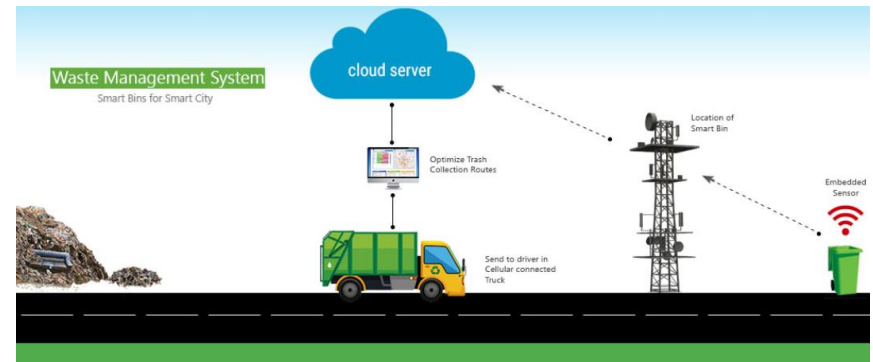 Waste Management System
Smart Bins for Smart City
cloud server
Optimize Trash
Collection Routes
Location of
Smart Bin
Embedded
Sensor
Send to driver in
Cellular connected
Truck